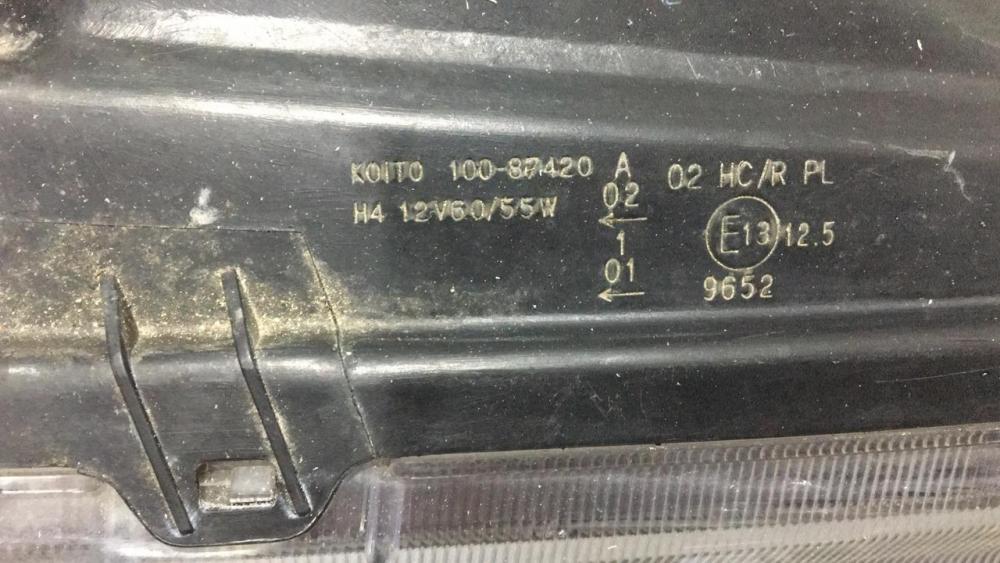 KOITO 100-87420
H4 12V60/55W
A
02
←
1
01
←
02 HC/R PL
E13 12.5
9652